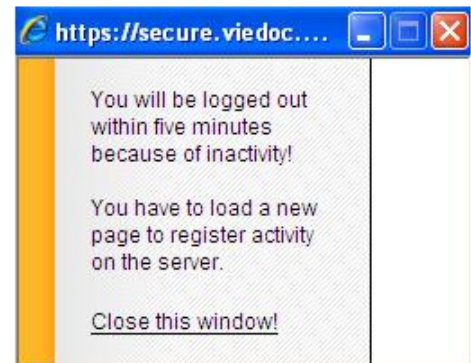 https://secure.viedoc....
You will be logged out
within five minutes
because of inactivity!
You have to load a new
page to register activity
on the server.
Close this window!